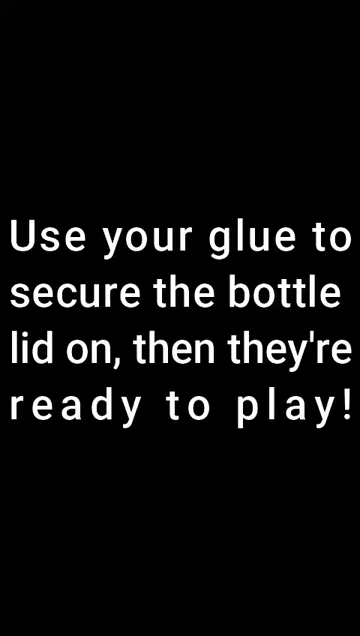 Use your glue to
secure the bottle
lid on, then they're
ready to play!